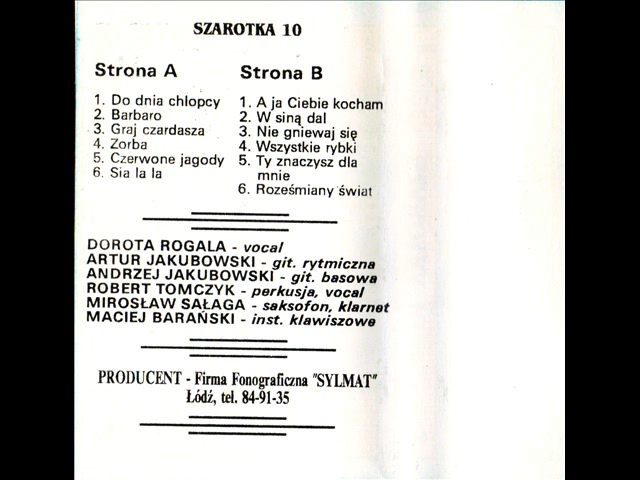 SZAROTKA 10
Strona A
1. Do dnia chłopcy
2. Barbaro
3. Graj czardasza
4. Zorba
5. Czerwone jagody
6. Sia la la
Strona B
1. A ja Ciebie kocham
2. W siną dal
3. Nie gniewaj się
4. Wszystkie rybki
5. Ty znaczysz dla
mnie
6. Roześmiany świat
DOROTA ROGALA - vocal
ARTUR JAKUBOWSKI - git. rytmiczna
ANDRZEJ JAKUBOWSKI - git. basowa
ROBERT TOMCZYK - perkusja, vocal
MIROSŁAW SAŁAGA - saksofon, klarnet
MACIEJ BARAŃSKI - inst. klawiszowe
PRODUCENT - Firma Fonograficzna "SYLMAT"
Łódź, tel. 84-91-35